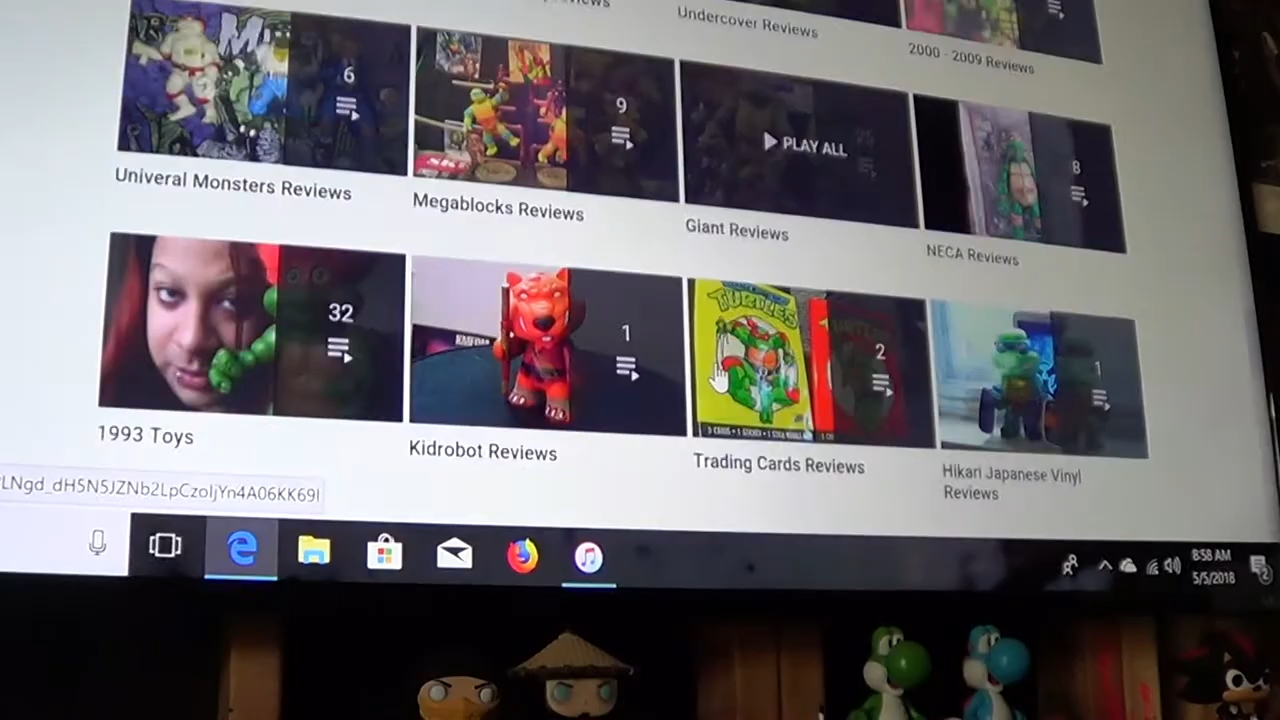 Undercover Reviews
2000 - 2009 Reviews
6
9
PLAY ALL
8
Univeral Monsters Reviews
Megablocks Reviews
Giant Reviews
NECA Reviews
32
1
TURTLES
2
1
1993 Toys
Kidrobot Reviews
Trading Cards Reviews
Hikari Japanese Vinyl
Reviews
8:58 AM
5/5/2018
2